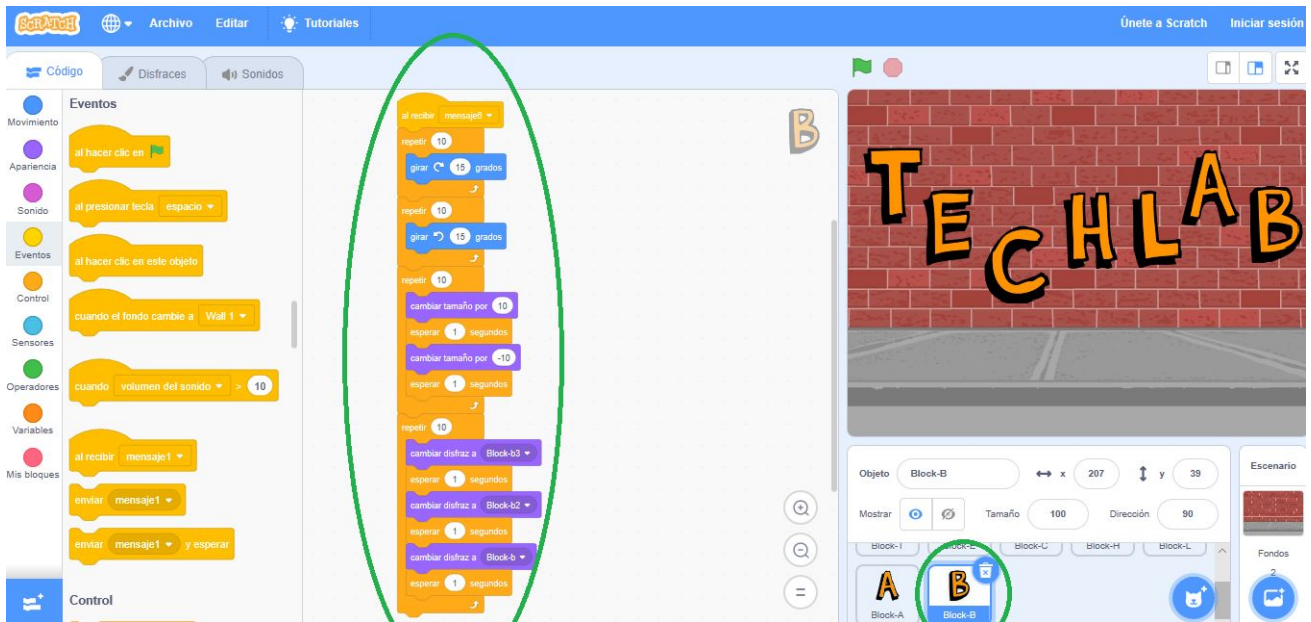 SCRATCH
Archivo
Editar
Tutoriales
Únete a Scratch
Iniciar sesión
Código
Disfraces
Sonidos
Movimiento
Apariencia
Sonido
Eventos
Control
Sensores
Operadores
Variables
Mis bloques
Eventos
al hacer clic en
al presionar tecla espacio
al hacer clic en este objeto
cuando el fondo cambie a Wall 1
cuando volumen del sonido > 10
al recibir mensaje1
enviar mensaje1
enviar mensaje1 y esperar
Control
al recibir mensaje6
repetir 10
girar 15 grados
repetir 10
girar 15 grados
repetir 10
cambiar tamaño por 10
esperar 1 segundos
cambiar tamaño por -10
esperar 1 segundos
repetir 10
cambiar disfraz a Block-b3
esperar 1 segundos
cambiar disfraz a Block-b2
esperar 1 segundos
cambiar disfraz a Block-b
esperar 1 segundos
B
=
TECHLAB
Objeto Block-B x 207 y 39
Mostrar Tamaño 100 Dirección 90
Block-T Block-E Block-C Block-H Block-L
A B
Block-A Block-B
Escenario
Fondos
2